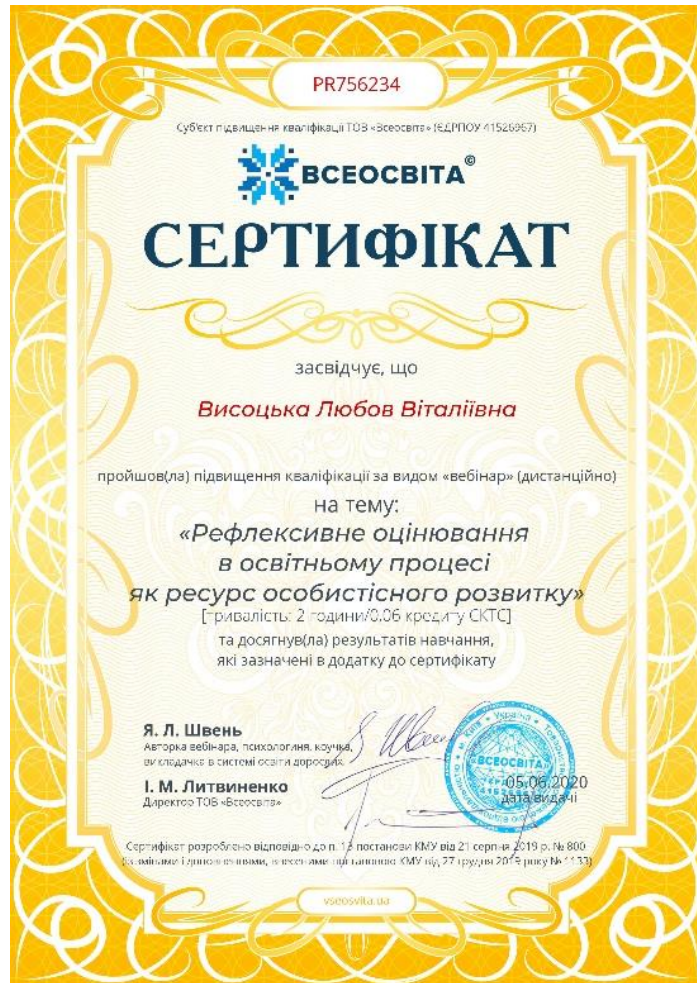 PR756234
Суб'єкт підвищення кваліфікації ТОВ «Всеосвіта» (ЄДРПОУ 41526967)
ВСЕОСВІТА©
СЕРТИФІКАТ
засвідчує, що
Висоцька Любов Віталіївна
пройшов(ла) підвищення кваліфікації за видом «вебінар» (дистанційно)
на тему:
«Рефлексивне оцінювання
в освітньому процесі
як ресурс особистісного розвитку»
[тривалість: 2 години/0.06 кредиту ЄКТС]
та досягнув(ла) результатів навчання,
які зазначені в додатку до сертифікату
Я. Л. Швень
Авторка вебінара, психологиня, коучка,
викладачка в системі освіти дорослих
І. М. Литвиненко
Директор ТОВ «Всеосвіта»
Україна
м. Київ
ВСЕОСВІТА
05.06.2020
дата видачі
Сертифікат розроблено відповідно до п. 13 постанови КМУ від 21 серпня 2019 р. № 800
(із змінами і доповненнями, внесеними постановою КМУ від 27 грудня 2019 року № 1133)
vseosvita.ua